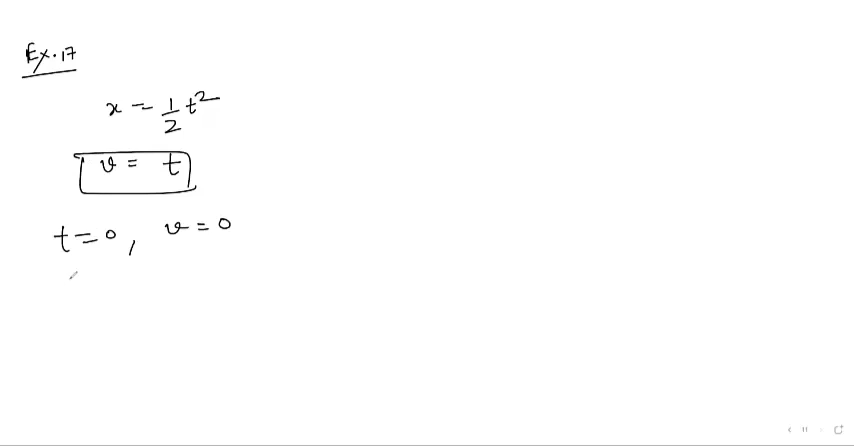 Ex.17
x = 1/2 t²
v = t
t=0, v=0